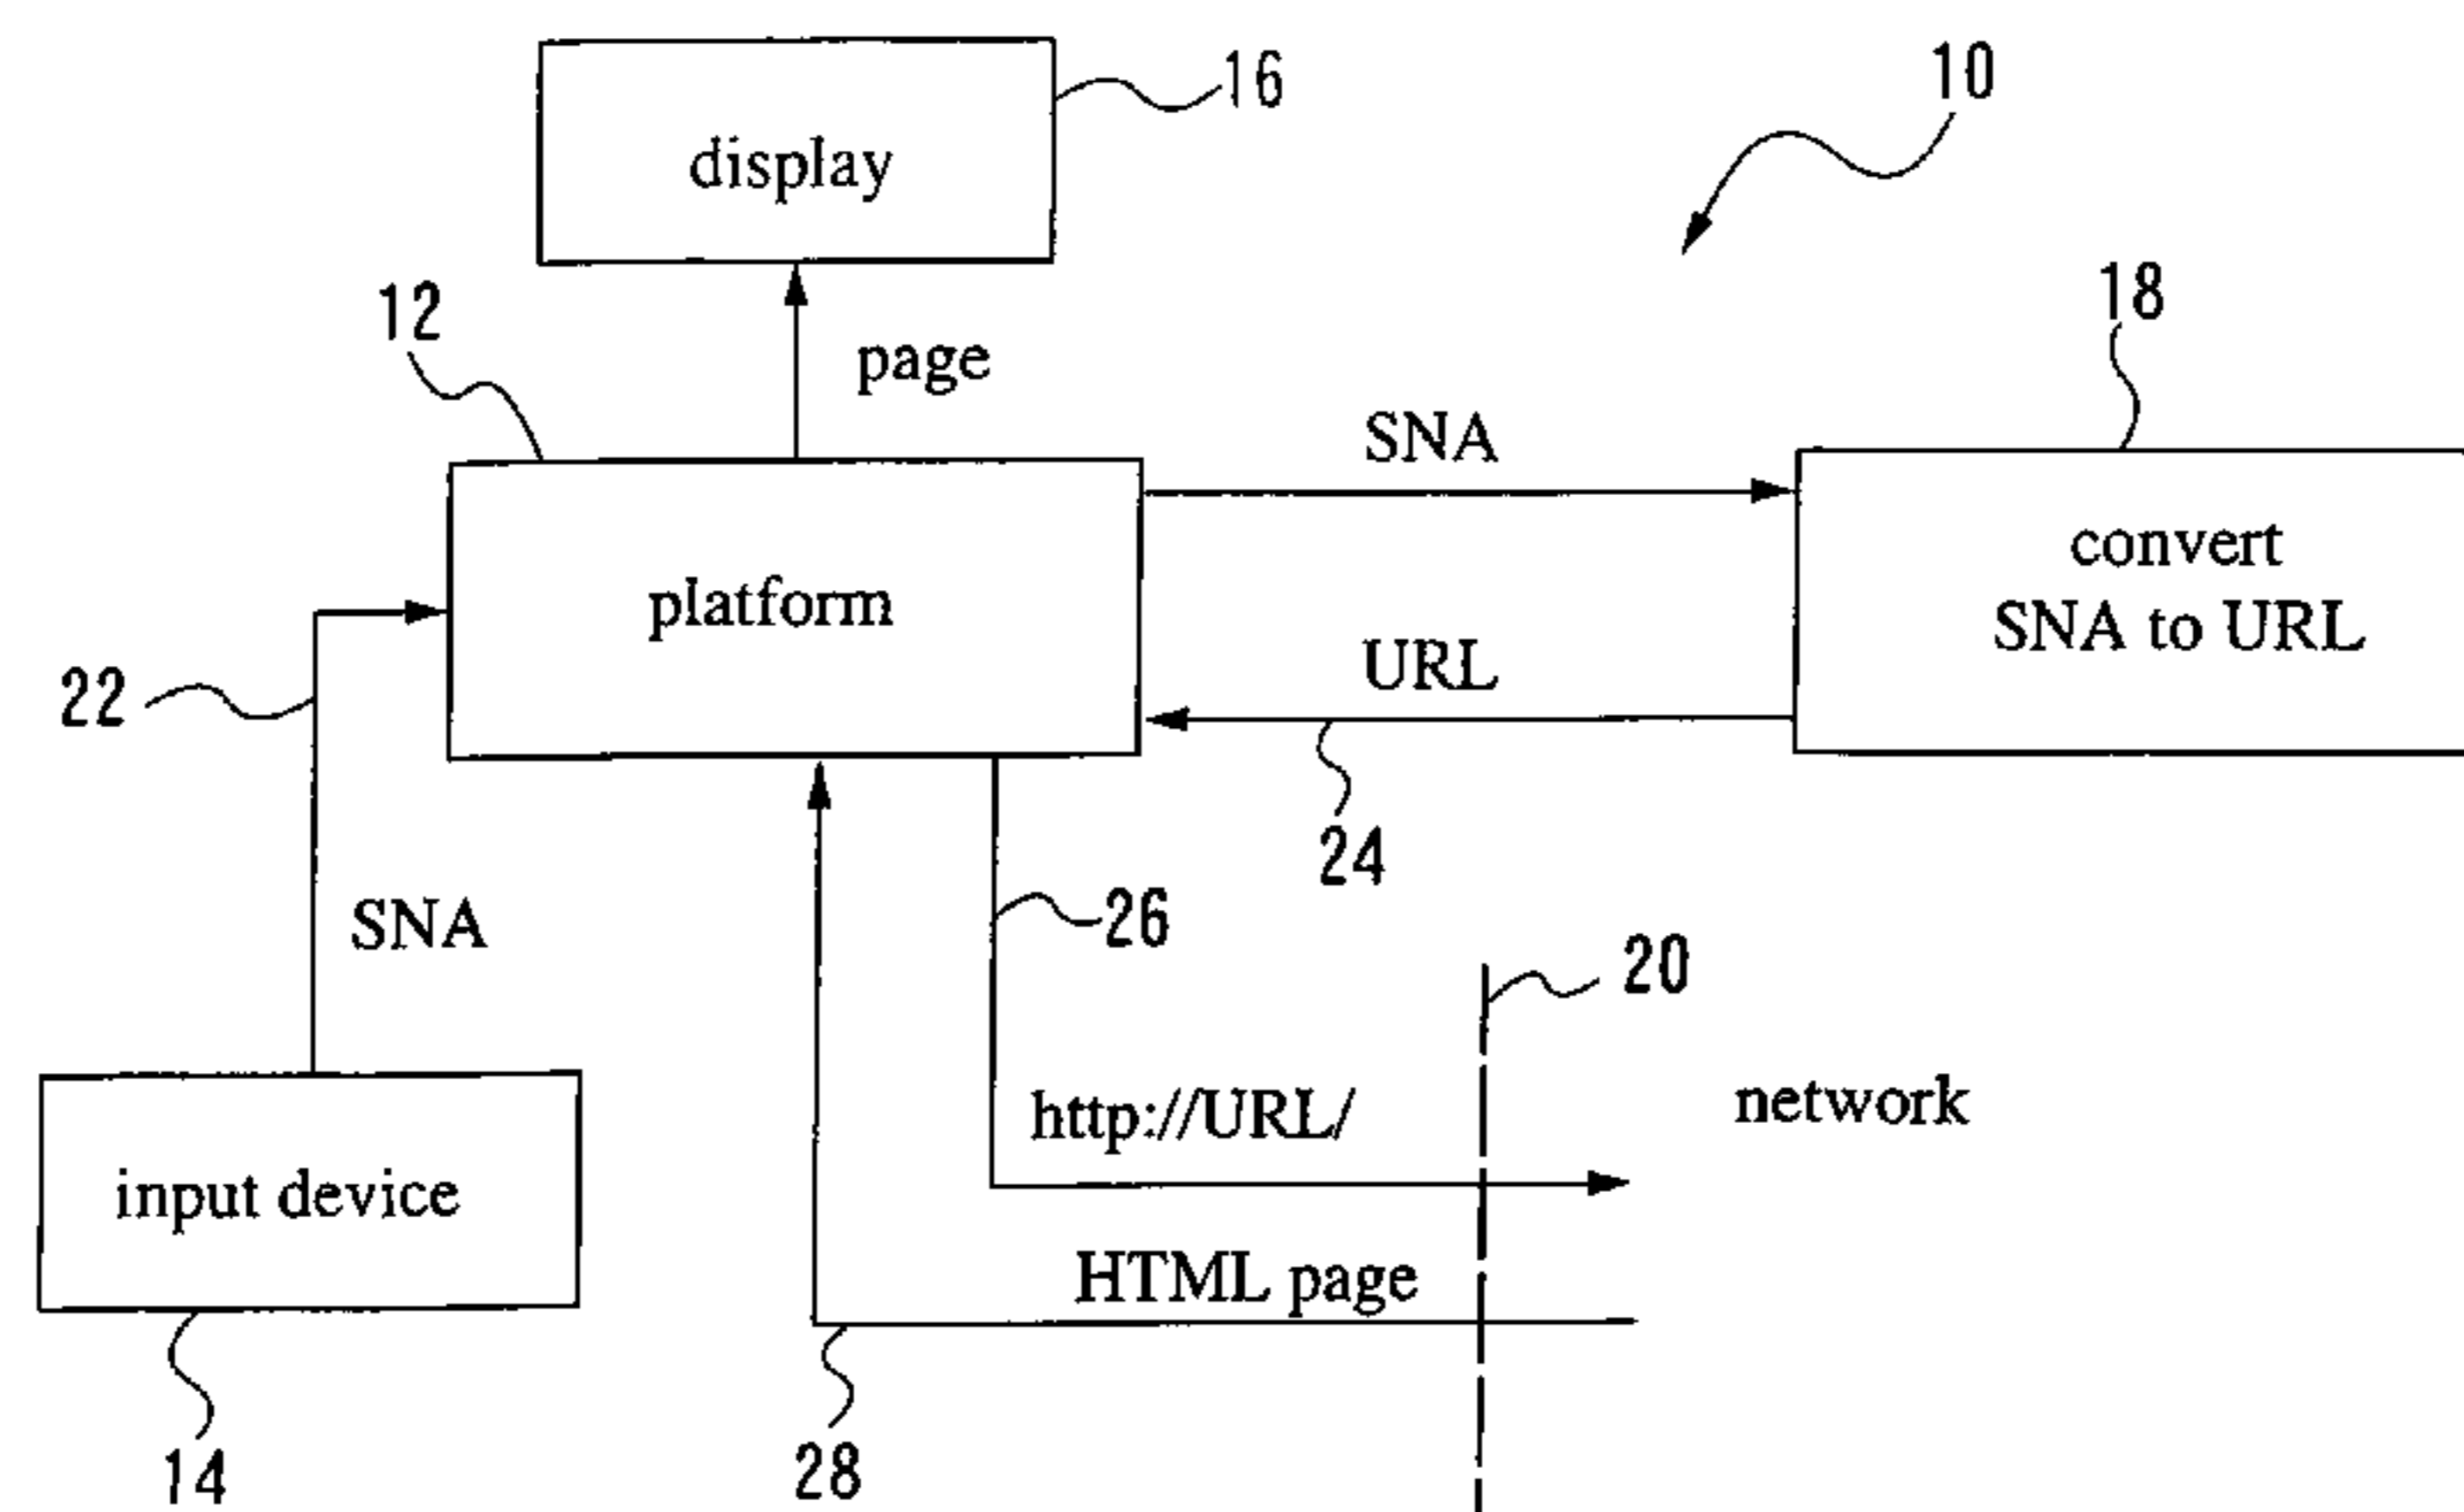 16
10
display
12
18
page
SNA
convert
SNA to URL
platform
URL
22
24
26
SNA
20
http://URL/
network
input device
HTML page
14
28